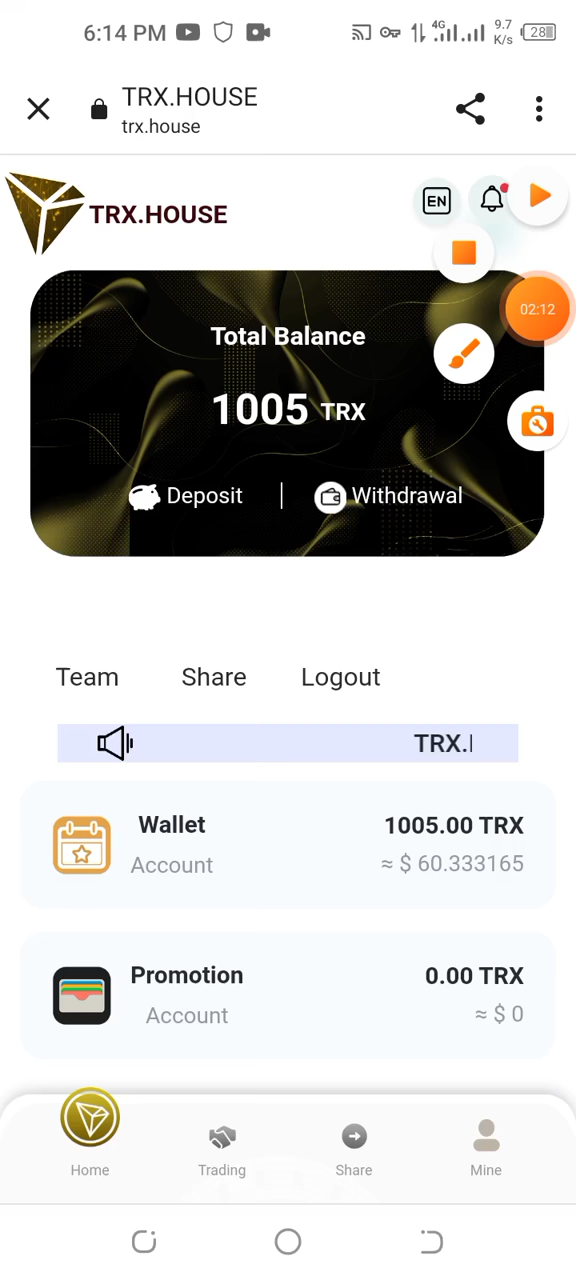 6:14 PM
4G
9.7
K/s
28
TRX.HOUSE
trx.house
TRX.HOUSE
EN
02:12
Total Balance
1005 TRX
Deposit | Withdrawal
Team Share Logout
TRX.
Wallet 1005.00 TRX
Account ≈ $ 60.333165
Promotion 0.00 TRX
Account ≈ $ 0
Home Trading Share Mine